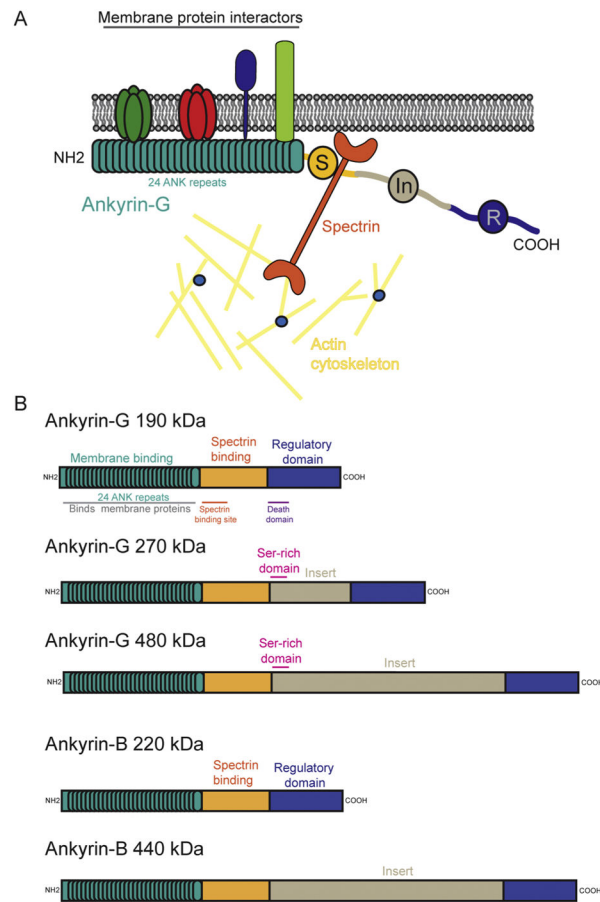 A
Membrane protein interactors
NH2
24 ANK repeats
Ankyrin-G
S
In
R
COOH
Spectrin
Actin
cytoskeleton
B
Ankyrin-G 190 kDa
Membrane binding
Spectrin
binding
Regulatory
domain
NH2
COOH
24 ANK repeats
Binds membrane proteins
Spectrin
binding site
Death
domain
Ankyrin-G 270 kDa
Ser-rich
domain
Insert
NH2
COOH
Ankyrin-G 480 kDa
Ser-rich
domain
Insert
NH2
COOH
Ankyrin-B 220 kDa
Spectrin
binding
Regulatory
domain
NH2
COOH
Ankyrin-B 440 kDa
Insert
NH2
COOH